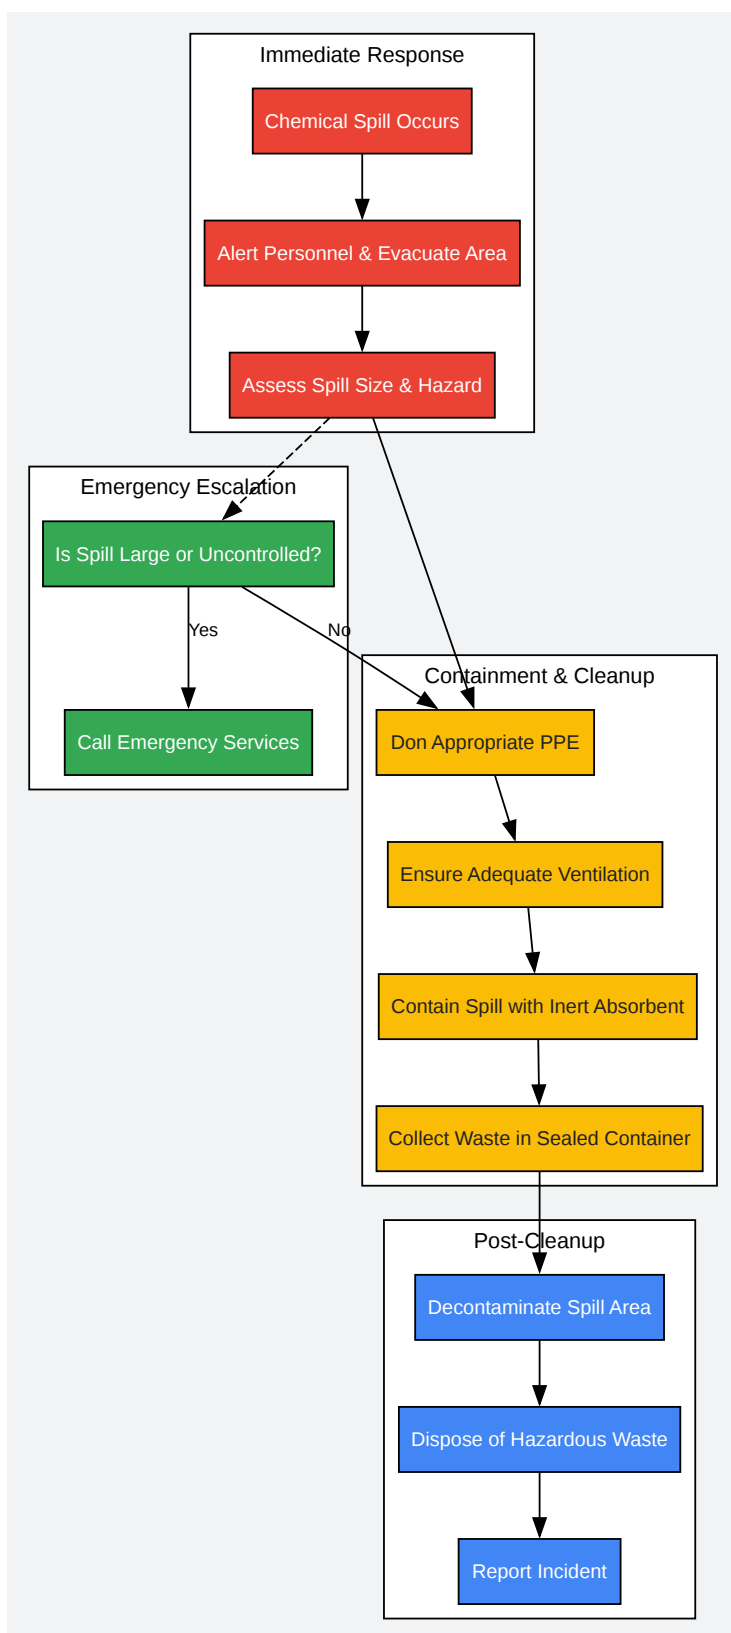 Immediate Response
Chemical Spill Occurs
Alert Personnel & Evacuate Area
Assess Spill Size & Hazard
Emergency Escalation
Is Spill Large or Uncontrolled?
Yes
No
Call Emergency Services
Containment & Cleanup
Don Appropriate PPE
Ensure Adequate Ventilation
Contain Spill with Inert Absorbent
Collect Waste in Sealed Container
Post-Cleanup
Decontaminate Spill Area
Dispose of Hazardous Waste
Report Incident